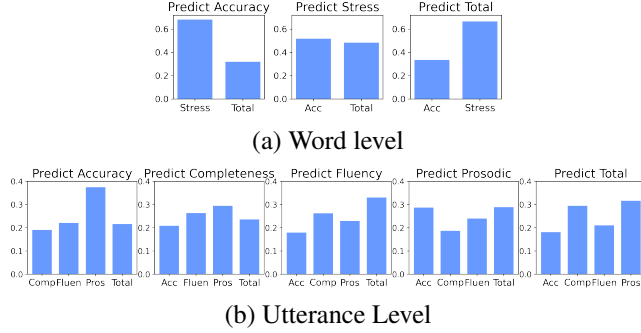 Predict Accuracy Predict Stress Predict Total
0.6 0.6 0.6
0.4 0.4 0.4
0.2 0.2 0.2
0.0 0.0 0.0
Stress Total Acc Total Acc Stress
(a) Word level
Predict Accuracy Predict Completeness Predict Fluency Predict Prosodic Predict Total
0.4 0.4 0.4 0.4 0.4
0.3 0.3 0.3 0.3 0.3
0.2 0.2 0.2 0.2 0.2
0.1 0.1 0.1 0.1 0.1
0.0 0.0 0.0 0.0 0.0
Comp Fluen Pros Total Acc Fluen Pros Total Acc Comp Pros Total Acc Comp Fluen Total Acc Comp Fluen Pros
(b) Utterance Level